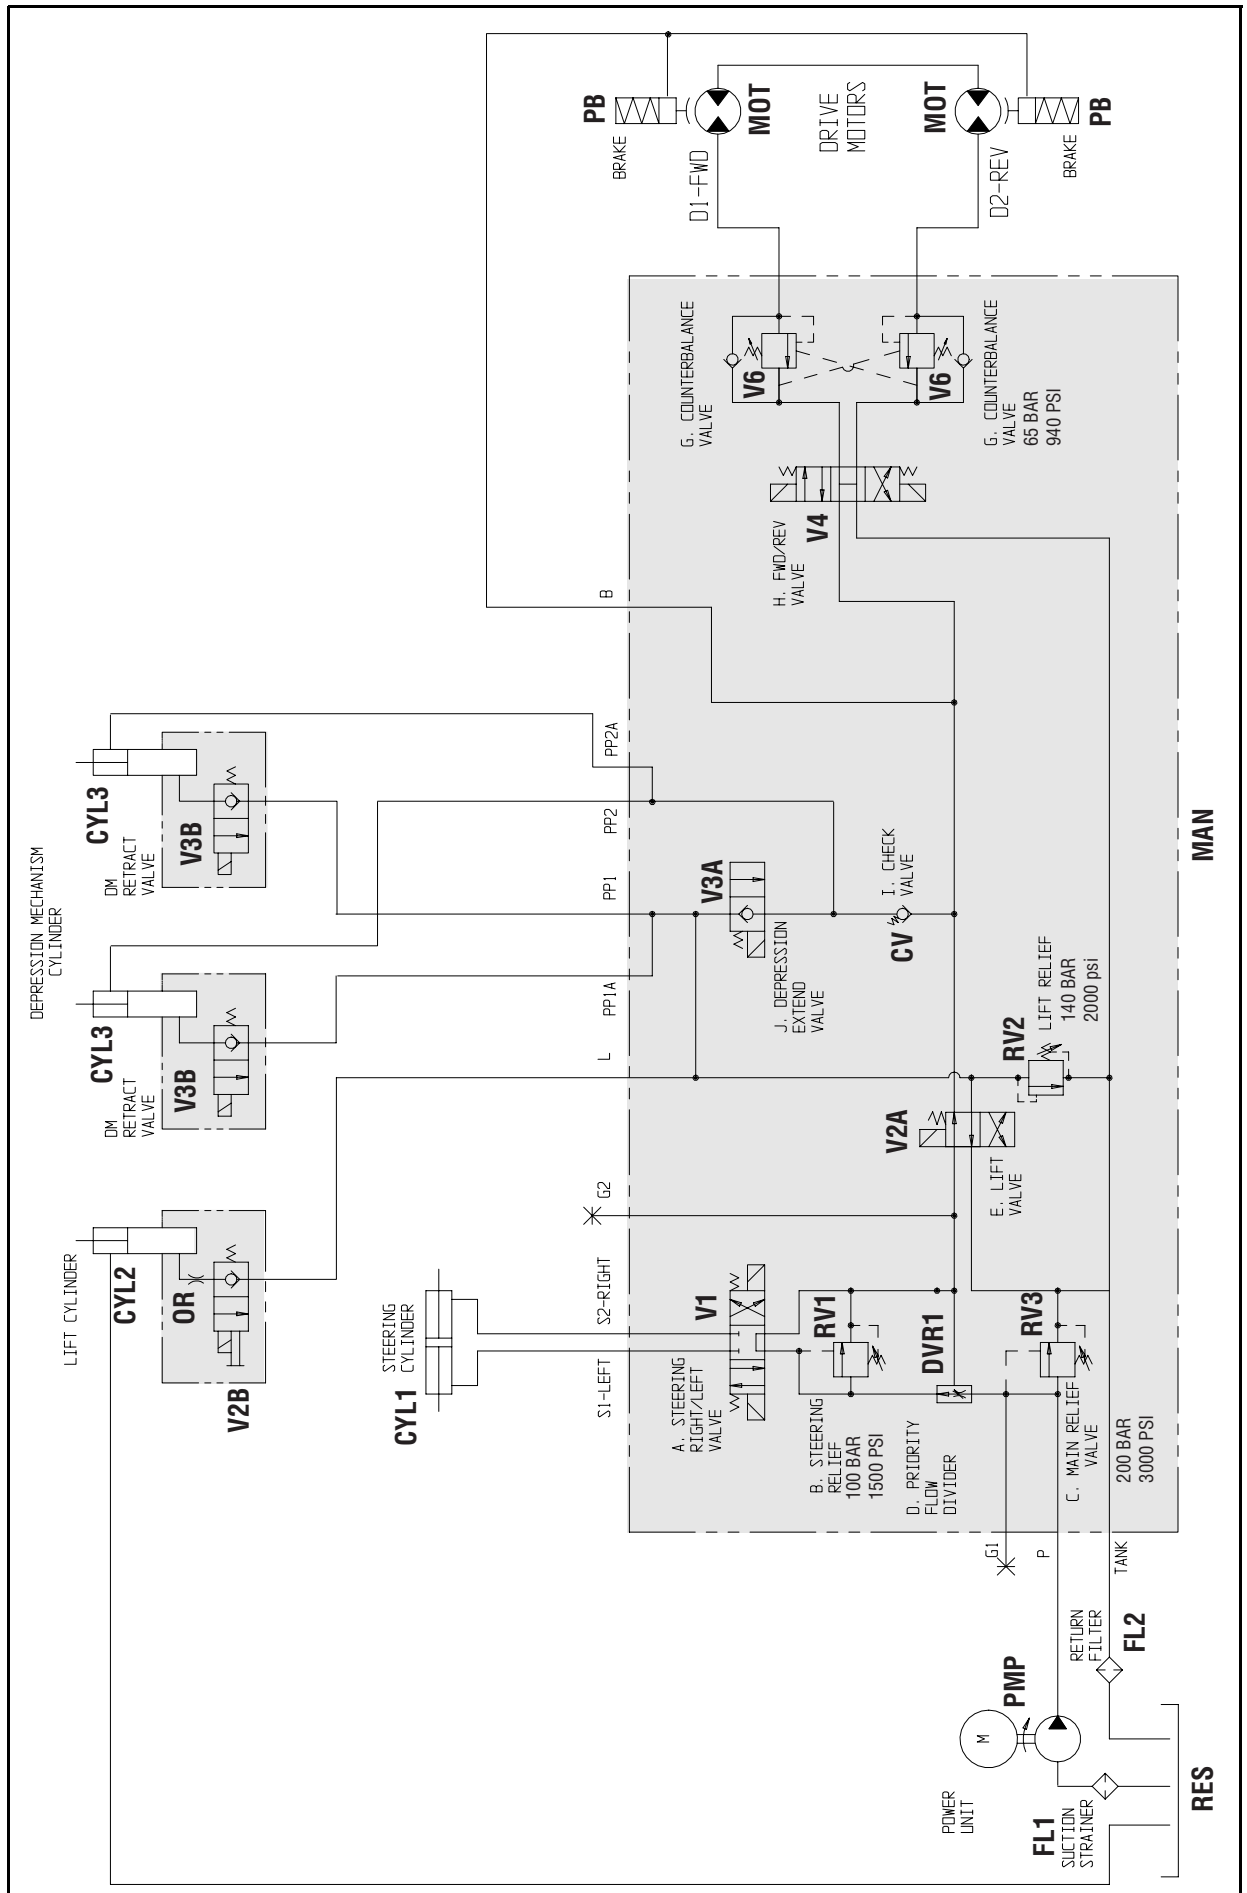 DEPRESSION MECHANISM
CYLINDER
LIFT CYLINDER
CYL2
OR
V2B
DM
RETRACT
VALVE
CYL3
V3B
DM
RETRACT
VALVE
CYL3
V3B
STEERING
CYLINDER
CYL1
PB
BRAKE
MOT
DRIVE
MOTORS
MOT
PB
BRAKE
D1-FWD
D2-REV
S1-LEFT
S2-RIGHT
G2
L
PP1A
PP1
PP2
PP2A
B
A. STEERING
RIGHT/LEFT
VALVE
V1
B. STEERING
RELIEF
100 BAR
1500 PSI
RV1
D. PRIORITY
FLOW
DIVIDER
DVR1
C. MAIN RELIEF
VALVE
200 BAR
3000 PSI
RV3
E. LIFT
VALVE
V2A
RV2
LIFT RELIEF
140 BAR
2000 psi
J. DEPRESSION
EXTEND
VALVE
V3A
CV
I. CHECK
VALVE
H. FWD/REV
VALVE
V4
G. COUNTERBALANCE
VALVE
V6
V6
G. COUNTERBALANCE
VALVE
65 BAR
940 PSI
MAN
G1
P
TANK
RETURN
FILTER
FL2
PMP
M
POWER
UNIT
FL1
SUCTION
STRAINER
RES